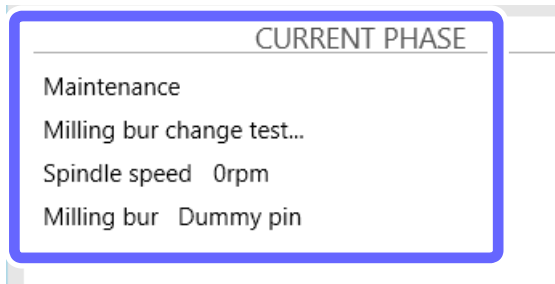 CURRENT PHASE
Maintenance
Milling bur change test...
Spindle speed 0rpm
Milling bur Dummy pin